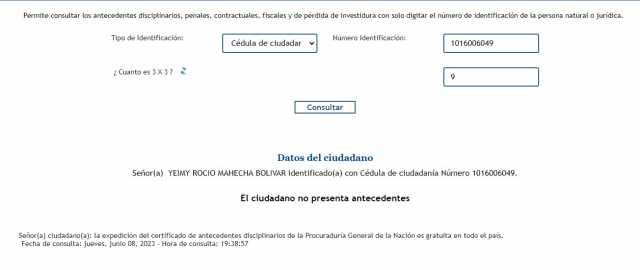 Permite consultar los antecedentes disciplinarios, penales, contractuales, fiscales y de pérdida de investidura con solo digitar el número de identificación de la persona natural o jurídica.
Tipo de Identificación: Cédula de ciudadar Número Identificación: 1016006049
¿ Cuanto es 3 X 3 ? 9
Consultar
Datos del ciudadano
Señor(a) YEIMY ROCIO MAHECHA BOLIVAR identificado(a) con Cédula de ciudadanía Número 1016006049.
El ciudadano no presenta antecedentes
Señor(a) ciudadano(a): la expedición del certificado de antecedentes disciplinarios de la Procuraduría General de la Nación es gratuita en todo el país.
Fecha de consulta: jueves, junio 08, 2023 - Hora de consulta: 19:38:57